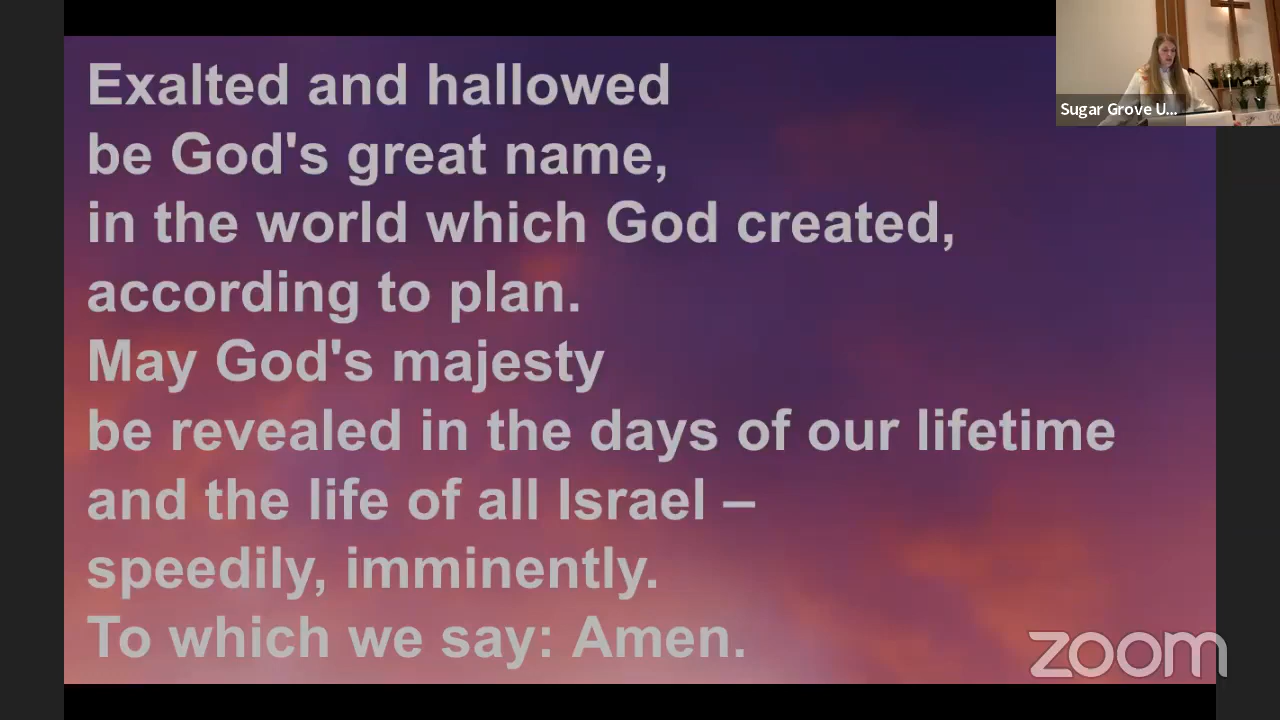 Exalted and hallowed
be God's great name,
in the world which God created,
according to plan.
May God's majesty
be revealed in the days of our lifetime
and the life of all Israel –
speedily, imminently.
To which we say: Amen.
Sugar Grove U...
zoom